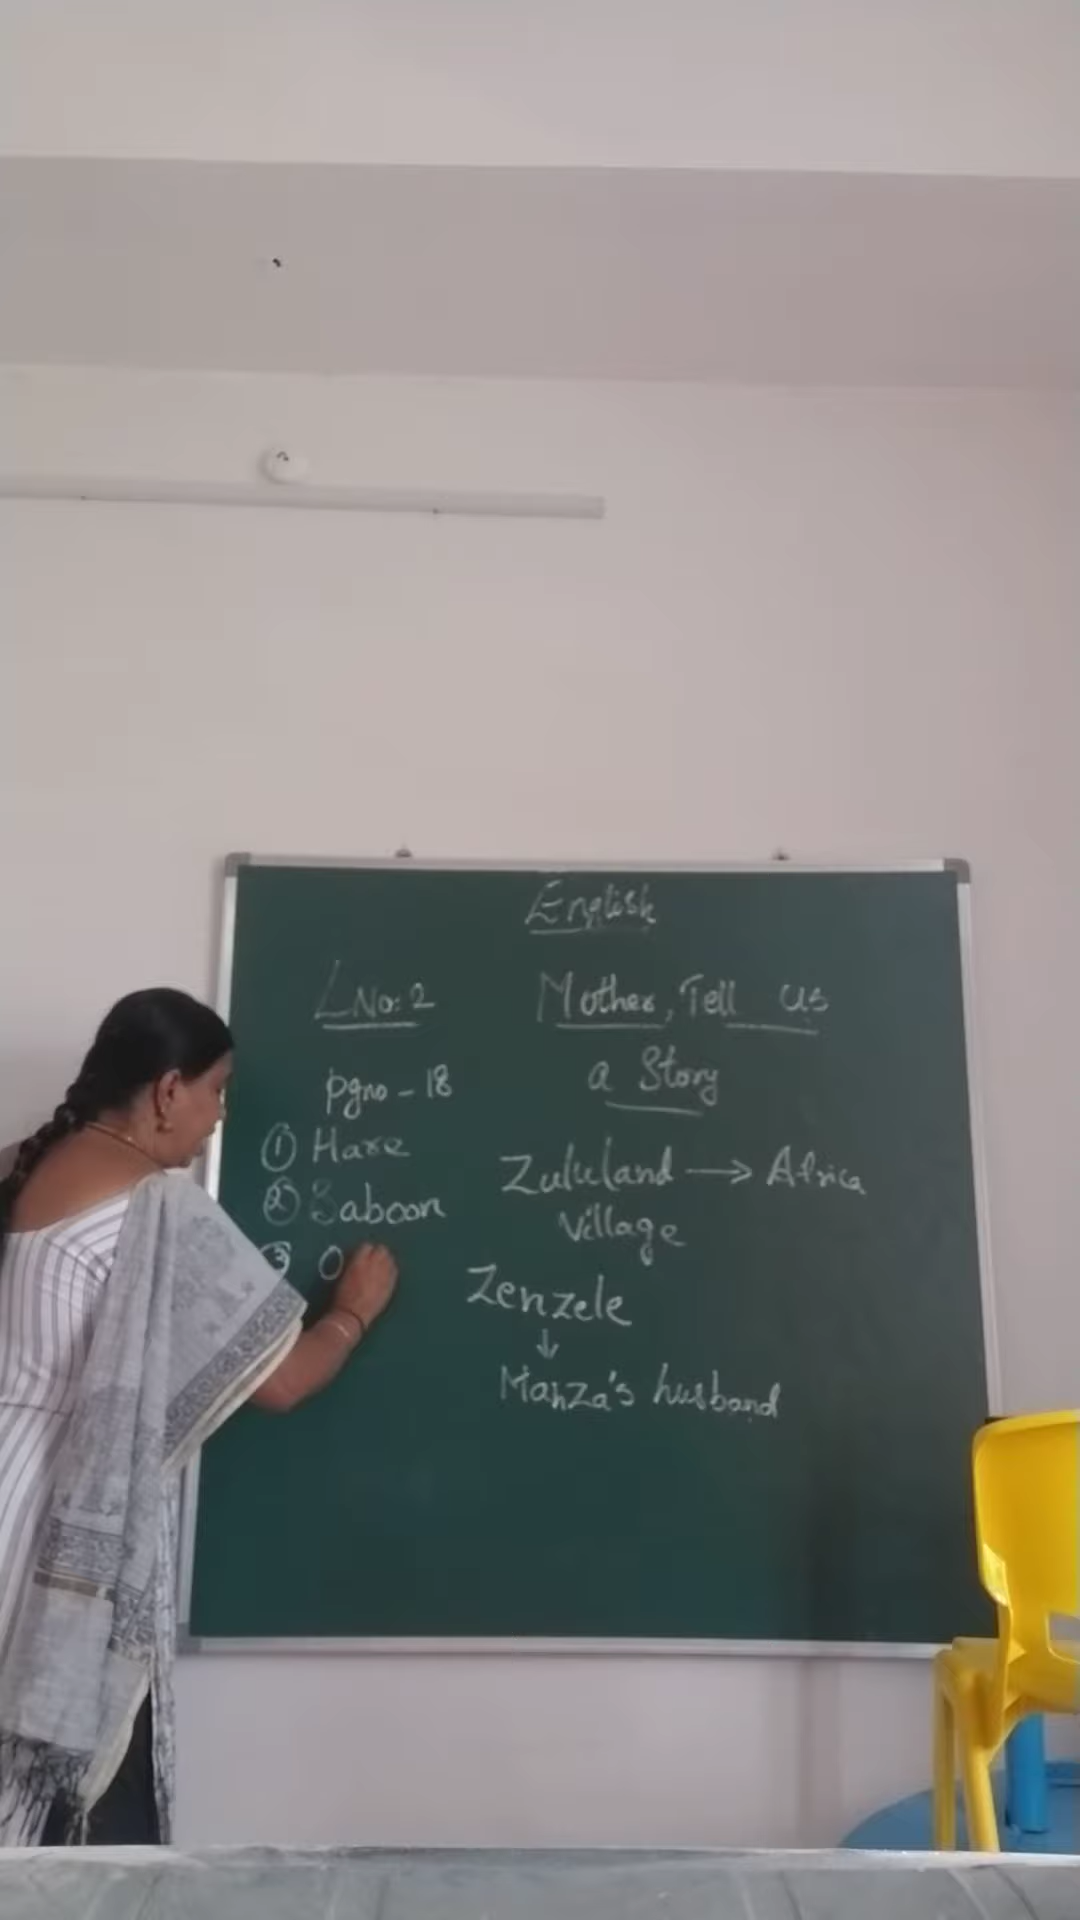 English
L No: 2
Mother, Tell us
a Story
pgno - 18
① Hare
② Baboon
③ O
Zululand → Africa
Village
Zenzele
↓
Manza's husband